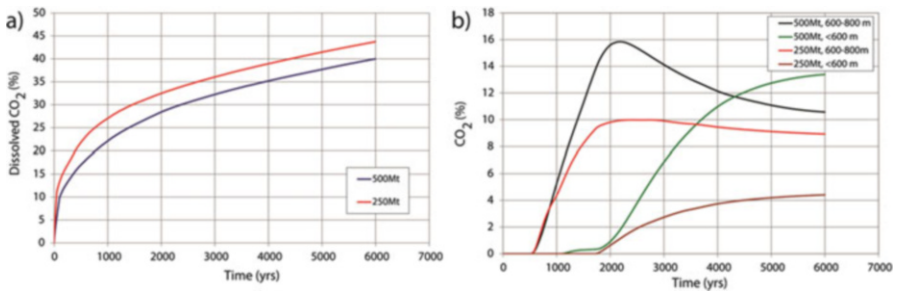 a)
50
45
40
35
30
25
20
15
10
5
0
Dissolved CO2 (%)
500Mt
250Mt
0 1000 2000 3000 4000 5000 6000 7000
Time (yrs)
b)
18
16
14
12
10
8
6
4
2
0
CO2 (%)
500Mt, 600-800 m
500Mt, <600 m
250Mt, 600-800m
250Mt, <600 m
0 1000 2000 3000 4000 5000 6000 7000
Time (yrs)